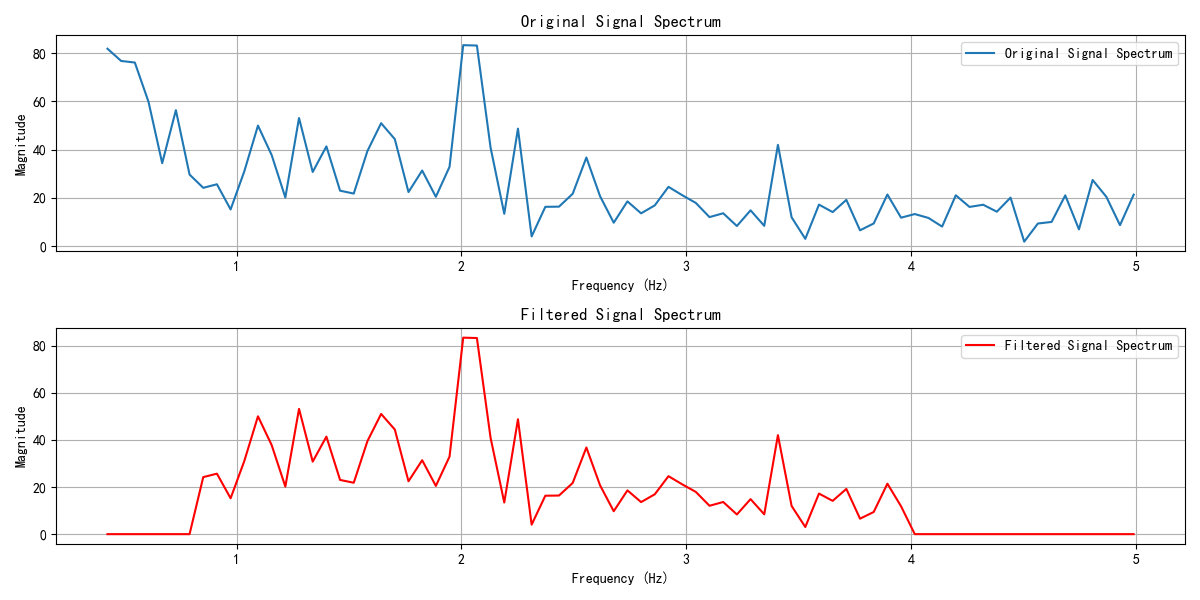 Original Signal Spectrum
Original Signal Spectrum
Magnitude
80
60
40
20
0
1 2 3 4 5
Frequency (Hz)
Filtered Signal Spectrum
Filtered Signal Spectrum
Magnitude
80
60
40
20
0
1 2 3 4 5
Frequency (Hz)